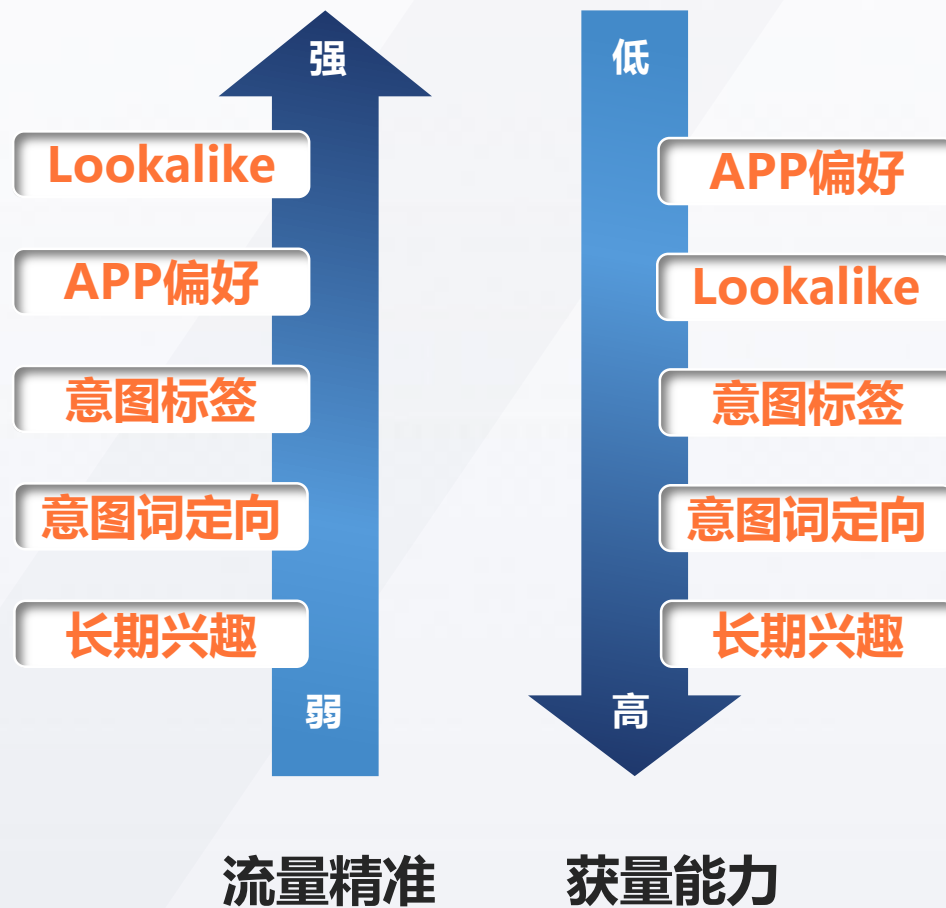 强
Lookalike
APP偏好
意图标签
意图词定向
长期兴趣
弱
流量精准
低
APP偏好
Lookalike
意图标签
意图词定向
长期兴趣
高
获量能力